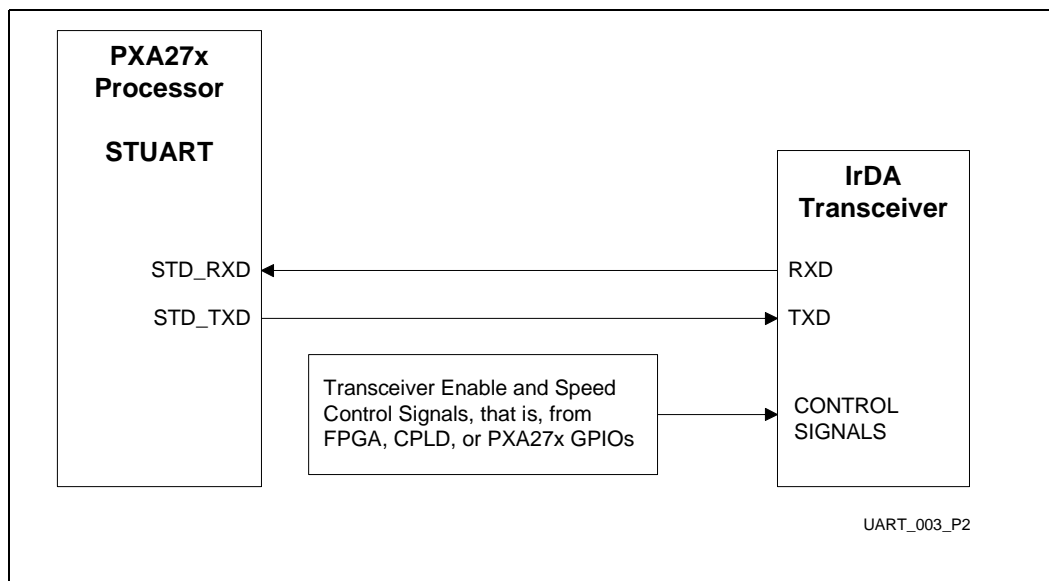 PXA27x
Processor
STUART
IrDA
Transceiver
STD_RXD
RXD
STD_TXD
TXD
Transceiver Enable and Speed
Control Signals, that is, from
FPGA, CPLD, or PXA27x GPIOs
CONTROL
SIGNALS
UART_003_P2